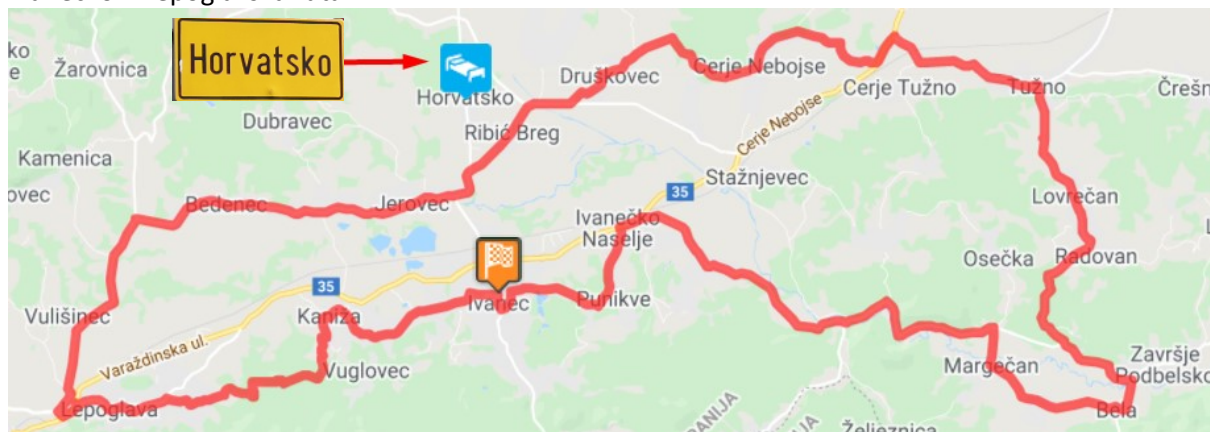 Horvatsko
Žarovnica
Horvatsko
Druškovec
Cerje Nebojse
Cerje Tužno
Tužno
Dubravec
Ribić Breg
Cerje Nebojse
Kamenica
Stažnjevec
35
Bedenec
Jerovec
Ivanečko
Naselje
Lovrečan
Osečka
Radovan
35
Vulišinec
Kaniža
Ivanec
Punikve
Varaždinska ul.
Vuglovec
Margečan
Završje
Podbelsko
Lepoglava
Bela
Željeznica